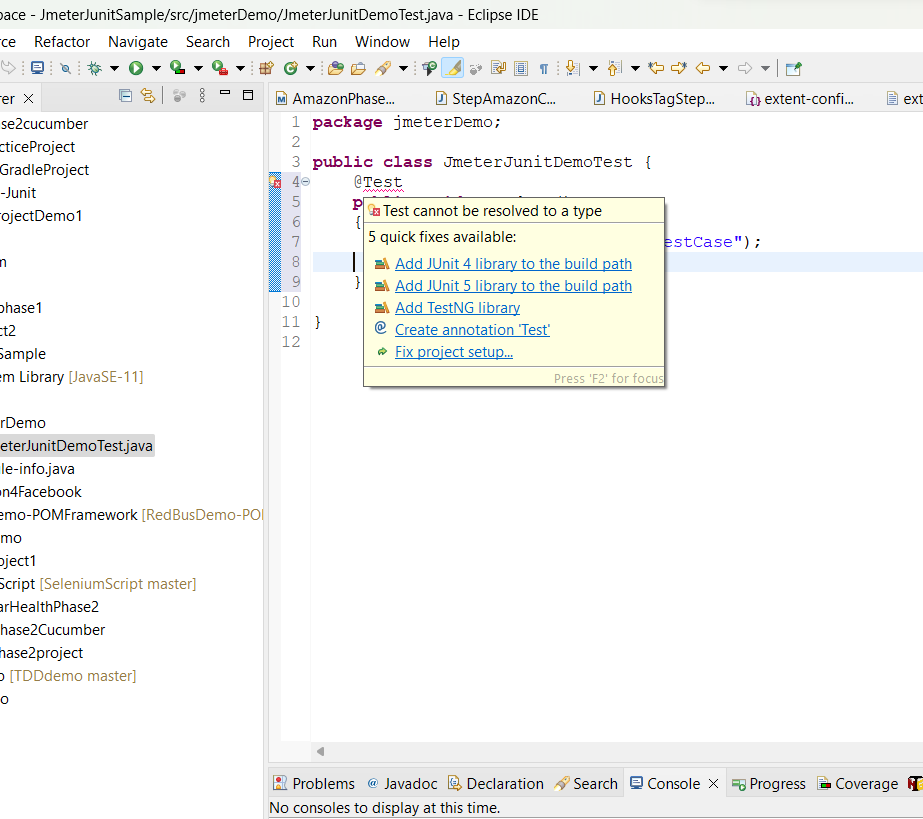 pace - JmeterJunitSample/src/jmeterDemo/JmeterJunitDemoTest.java - Eclipse IDE
rce Refactor Navigate Search Project Run Window Help
rer
AmazonPhase... StepAmazonC... HooksTagStep... extent-confi... ext
se2cucumber
cticeProject
GradleProject
-Junit
rojectDemo1
m
phase1
ct2
Sample
em Library [JavaSE-11]
rDemo
eterJunitDemoTest.java
le-info.java
on4Facebook
emo-POMFramework [RedBusDemo-POM
mo
oject1
Script [SeleniumScript master]
arHealthPhase2
hase2Cucumber
hase2project
o [TDDdemo master]
o
1 package jmeterDemo;
2
3 public class JmeterJunitDemoTest {
4 @Test
5 p
6 {
7 estCase");
8
9 }
10
11 }
12
Test cannot be resolved to a type
5 quick fixes available:
Add JUnit 4 library to the build path
Add JUnit 5 library to the build path
Add TestNG library
Create annotation 'Test'
Fix project setup...
Press 'F2' for focus
Problems Javadoc Declaration Search Console Progress Coverage
No consoles to display at this time.